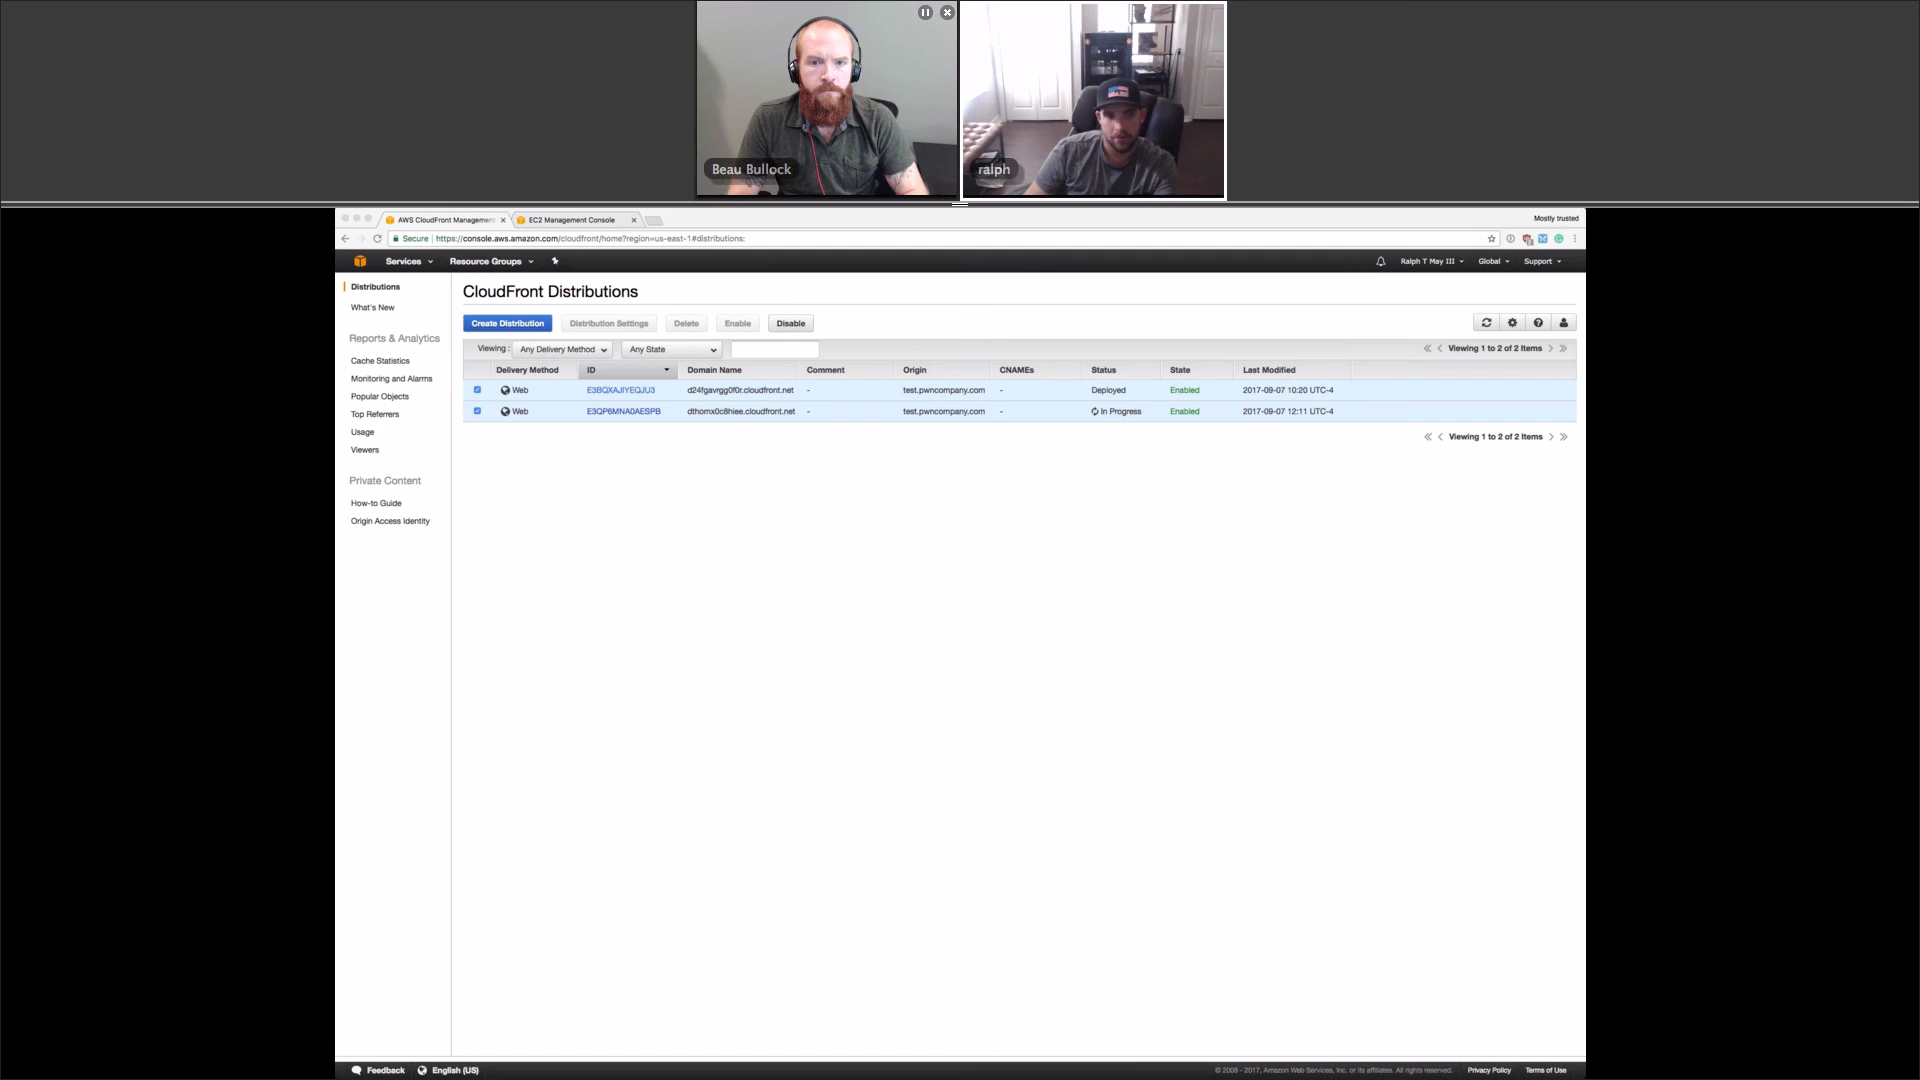 Beau Bullock
ralph
AWS CloudFront Managemen
EC2 Management Console
Mostly trusted
Secure | https://console.aws.amazon.com/cloudfront/home?region=us-east-1#distributions:
Services Resource Groups Ralph T May III Global Support
Distributions
What's New
Reports & Analytics
Cache Statistics
Monitoring and Alarms
Popular Objects
Top Referrers
Usage
Viewers
Private Content
How-to Guide
Origin Access Identity
CloudFront Distributions
Create Distribution Distribution Settings Delete Enable Disable
Viewing : Any Delivery Method Any State Viewing 1 to 2 of 2 Items
Delivery Method ID Domain Name Comment Origin CNAMEs Status State Last Modified
Web E3BQXAJIYEQJU3 d24fgavrgg0f0r.cloudfront.net - test.pwncompany.com - Deployed Enabled 2017-09-07 10:20 UTC-4
Web E3QP6MNA0AESPB dthomx0c8hiee.cloudfront.net - test.pwncompany.com - In Progress Enabled 2017-09-07 12:11 UTC-4
Viewing 1 to 2 of 2 Items
Feedback English (US) © 2008 - 2017, Amazon Web Services, Inc. or its affiliates. All rights reserved. Privacy Policy Terms of Use